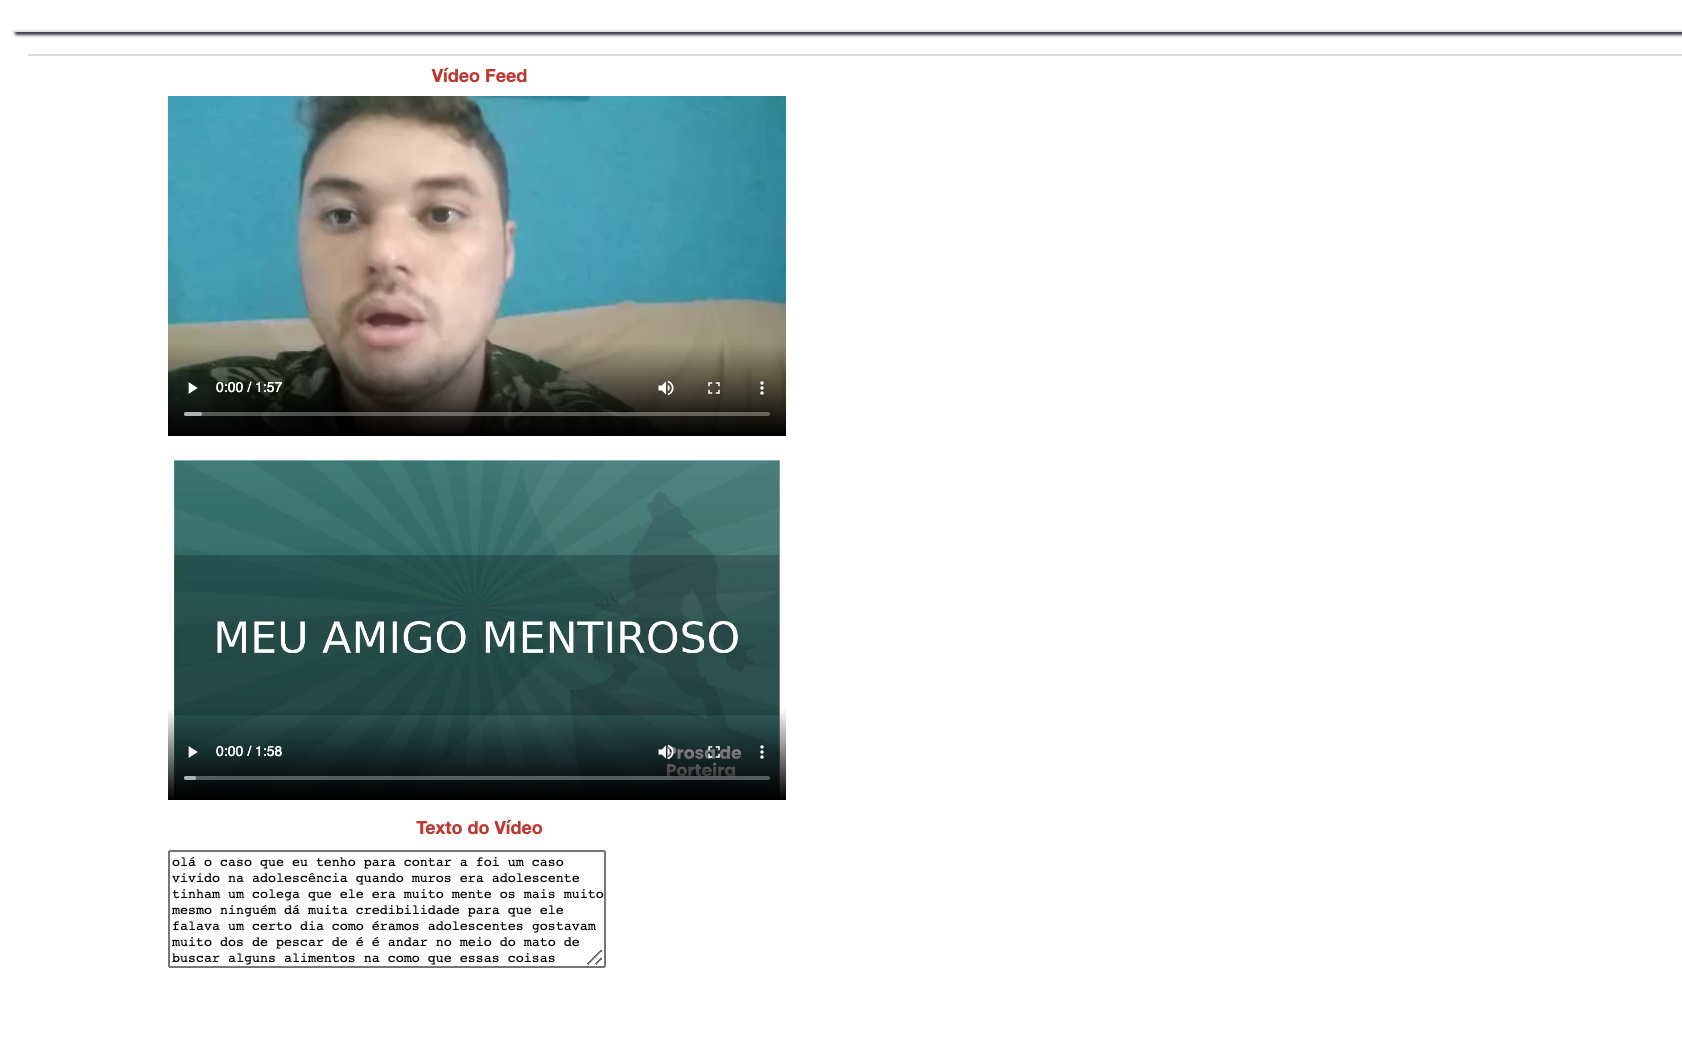 Vídeo Feed
0:00 / 1:57
MEU AMIGO MENTIROSO
0:00 / 1:58
Prosa de
Porteira
Texto do Vídeo
olá o caso que eu tenho para contar a foi um caso
vivido na adolescência quando muros era adolescente
tinham um colega que ele era muito mente os mais muito
mesmo ninguém dá muita credibilidade para que ele
falava um certo dia como éramos adolescentes gostavam
muito dos de pescar de é é andar no meio do mato de
buscar alguns alimentos na como que essas coisas